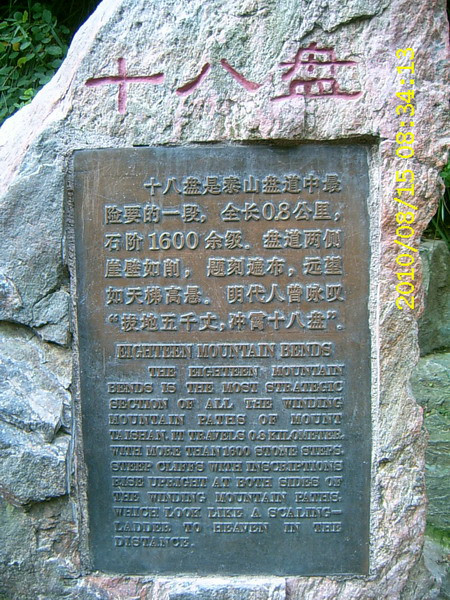 十八盘
十八盘是泰山盘道中最
险要的一段。全长0.8公里，
石阶1600余级。盘道两侧
崖壁如削，题刻遍布，远望
如天梯高悬。明代人曾咏叹
“拔地五千丈，冲霄十八盘”。
EIGHTEEN MOUNTAIN BENDS
THE EIGHTEEN MOUNTAIN
BENDS IS THE MOST STRATEGIC
SECTION OF ALL THE WINDING
MOUNTAIN PATHS OF MOUNT
TAISHAN. IT TRAVELS 0.8 KILOMETER
WITH MORE THAN 1600 STONE STEPS.
STEEP CLIFFS WITH INSCRIPTIONS
RISE UPRIGHT AT BOTH SIDES OF
THE WINDING MOUNTAIN PATHS.
WHICH LOOK LIKE A SCALING-
LADDER TO HEAVEN IN THE
DISTANCE.
2010/08/15 08:34:13